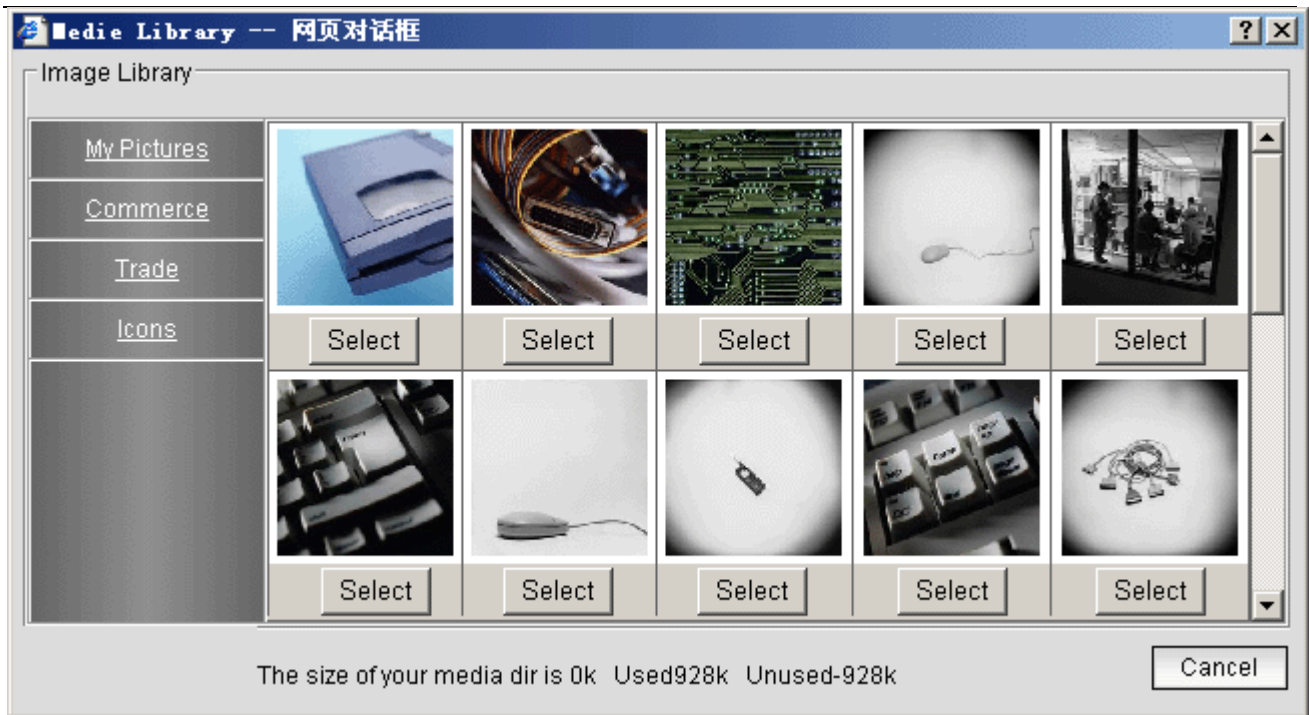 Medie Library -- 网页对话框
Image Library
My Pictures
Commerce
Trade
Icons
Select Select Select Select Select
Select Select Select Select Select
The size of your media dir is 0k Used928k Unused-928k
Cancel